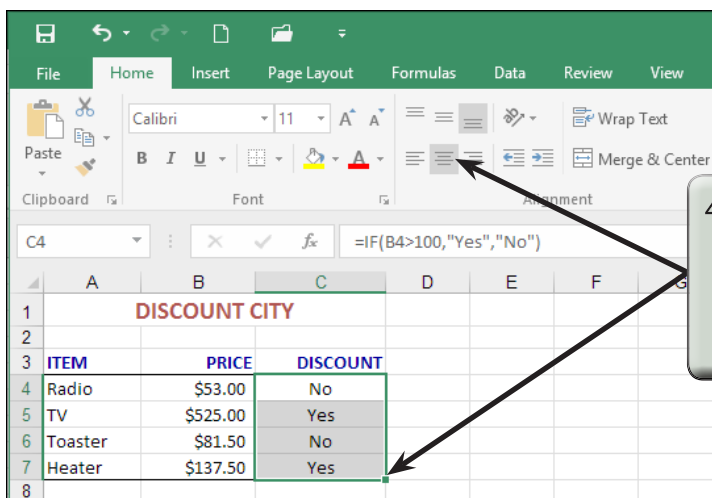 File Home Insert Page Layout Formulas Data Review View
Paste
Calibri 11 A A
Wrap Text
B I U A
Merge & Center
Clipboard Font
C4 fx =IF(B4>100,"Yes","No")
A B C D E F G
1 DISCOUNT CITY
2
3 ITEM PRICE DISCOUNT
4 Radio $53.00 No
5 TV $525.00 Yes
6 Toaster $81.50 No
7 Heater $137.50 Yes
8
4